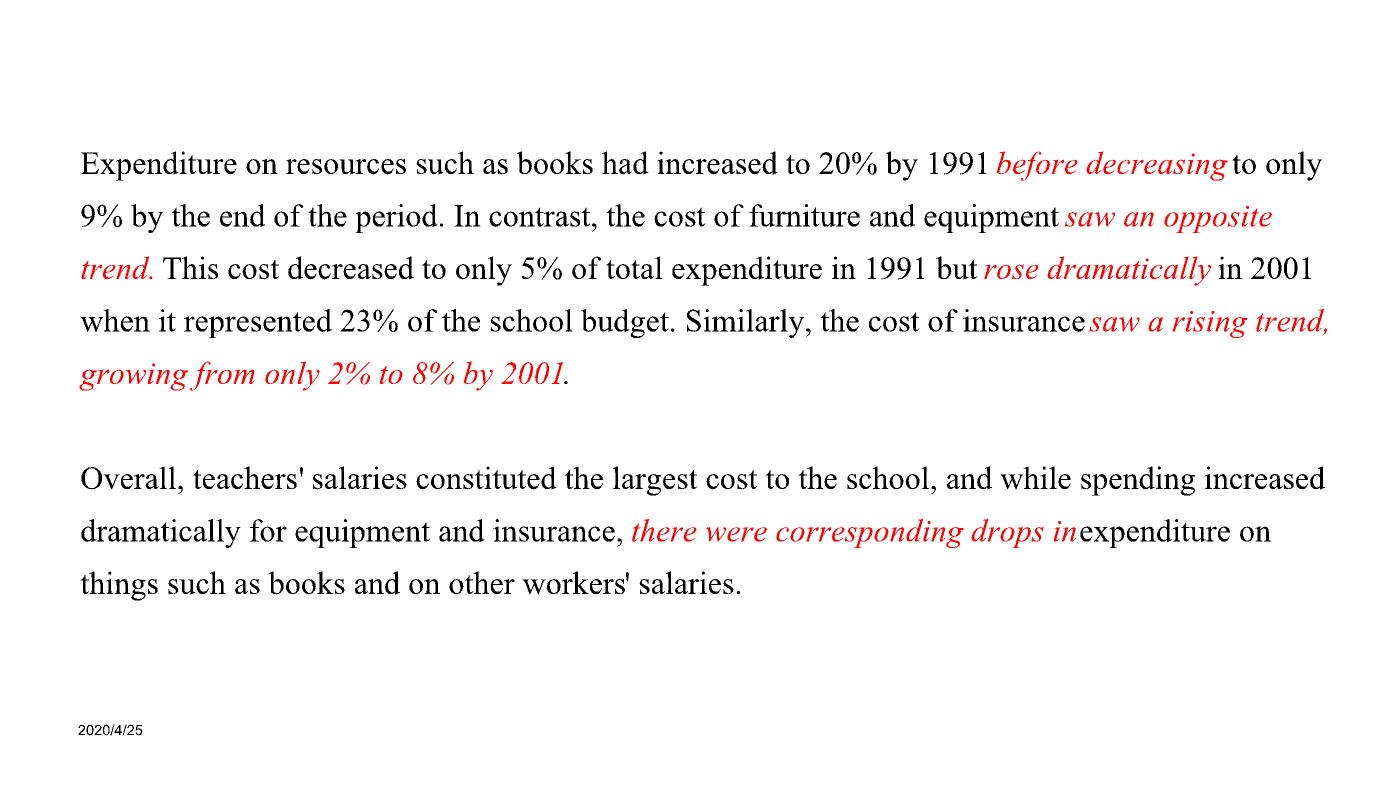 Expenditure on resources such as books had increased to 20% by 1991 before decreasing to only
9% by the end of the period. In contrast, the cost of furniture and equipment saw an opposite
trend. This cost decreased to only 5% of total expenditure in 1991 but rose dramatically in 2001
when it represented 23% of the school budget. Similarly, the cost of insurance saw a rising trend,
growing from only 2% to 8% by 2001.
Overall, teachers' salaries constituted the largest cost to the school, and while spending increased
dramatically for equipment and insurance, there were corresponding drops in expenditure on
things such as books and on other workers' salaries.
2020/4/25